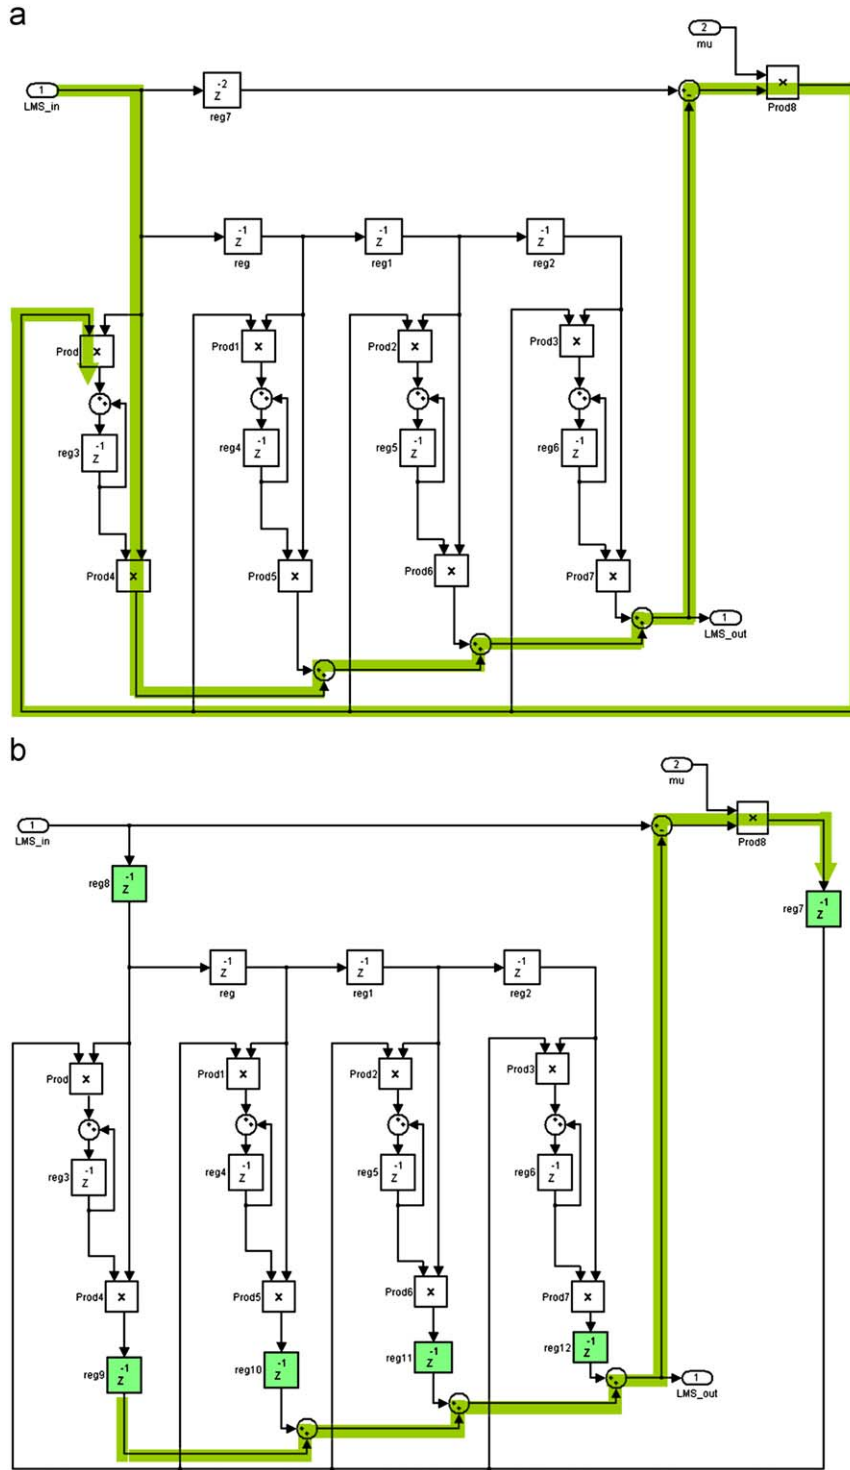 a
2
mu
1
LMS_in
-2
Z
reg7
+
-
×
Prod8
-1
Z
reg
-1
Z
reg1
-1
Z
reg2
Prod
×
Prod1
×
Prod2
×
Prod3
×
reg3
-1
Z
reg4
-1
Z
reg5
-1
Z
reg6
-1
Z
Prod4
×
Prod5
×
Prod6
×
Prod7
×
1
LMS_out
b
2
mu
1
LMS_in
+
-
×
Prod8
reg8
-1
Z
reg7
-1
Z
-1
Z
reg
-1
Z
reg1
-1
Z
reg2
Prod
×
Prod1
×
Prod2
×
Prod3
×
reg3
-1
Z
reg4
-1
Z
reg5
-1
Z
reg6
-1
Z
Prod4
×
Prod5
×
Prod6
×
Prod7
×
reg9
-1
Z
reg10
-1
Z
reg11
-1
Z
reg12
-1
Z
1
LMS_out